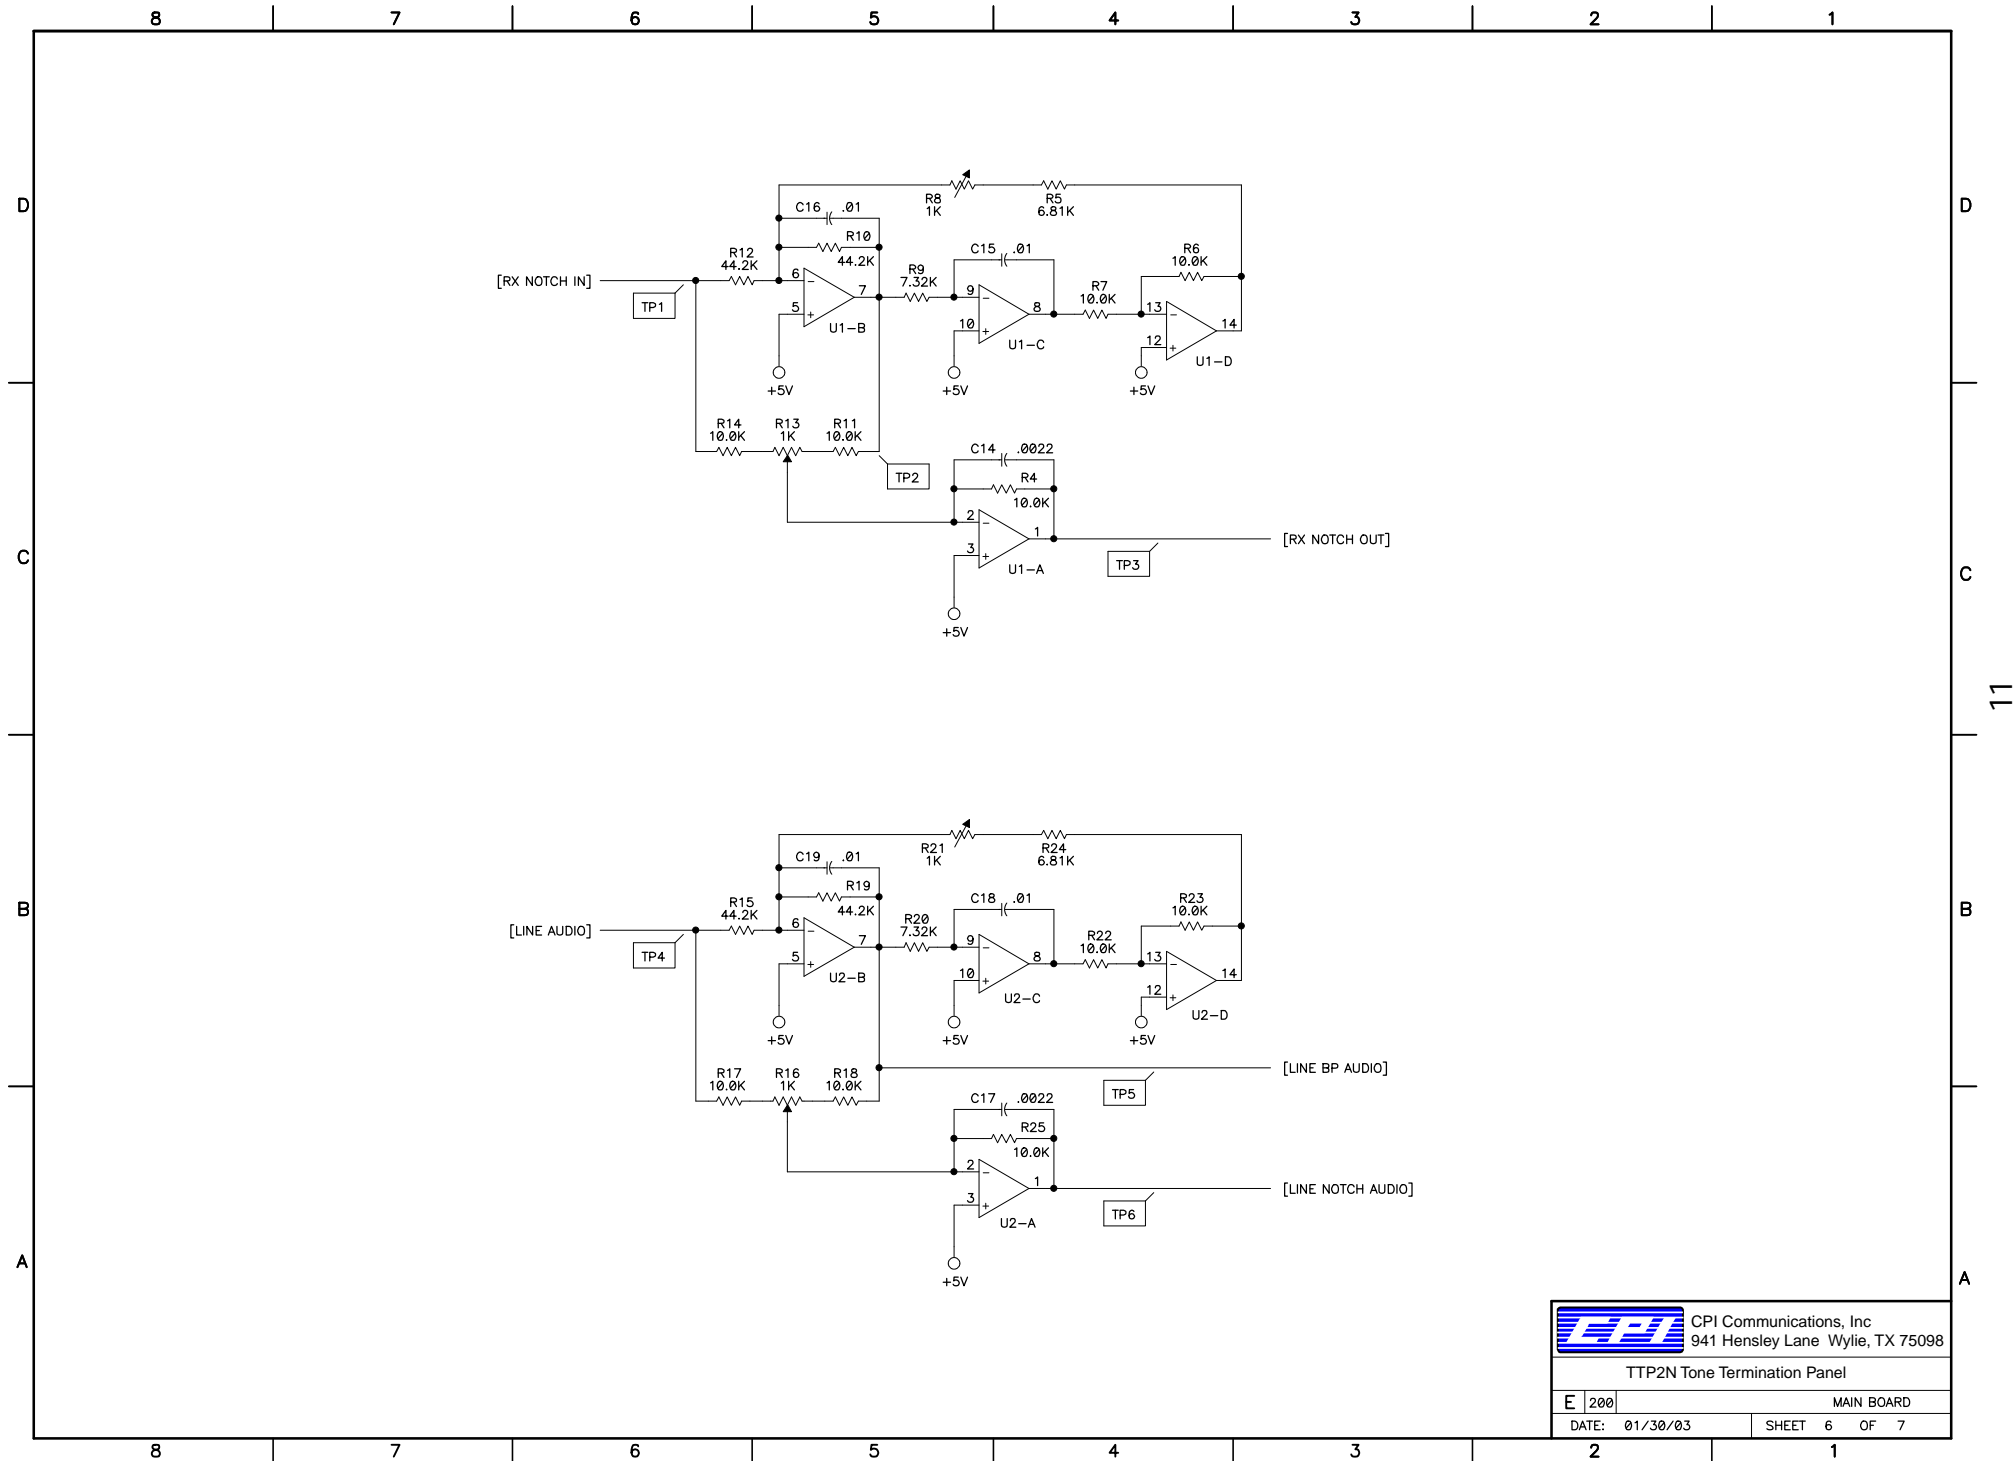 8 7 6 5 4 3 2 1
D
D
R8
1K
R5
6.81K
C16 .01
R10
44.2K
R12
44.2K
[RX NOTCH IN]
TP1
6
-
5
+
7
U1-B
+5V
R9
7.32K
C15 .01
9
-
10
+
8
U1-C
+5V
R7
10.0K
R6
10.0K
13
-
12
+
14
U1-D
+5V
R14
10.0K
R13
1K
R11
10.0K
TP2
C14 .0022
R4
10.0K
2
-
3
+
1
U1-A
+5V
TP3
[RX NOTCH OUT]
C
C
11
R21
1K
R24
6.81K
C19 .01
R19
44.2K
R15
44.2K
[LINE AUDIO]
TP4
6
-
5
+
7
U2-B
+5V
R20
7.32K
C18 .01
9
-
10
+
8
U2-C
+5V
R22
10.0K
R23
10.0K
13
-
12
+
14
U2-D
+5V
B
B
[LINE BP AUDIO]
TP5
R17
10.0K
R16
1K
R18
10.0K
C17 .0022
R25
10.0K
2
-
3
+
1
U2-A
+5V
TP6
[LINE NOTCH AUDIO]
A
A
CPI
CPI Communications, Inc
941 Hensley Lane Wylie, TX 75098
TTP2N Tone Termination Panel
E 200 MAIN BOARD
DATE: 01/30/03 SHEET 6 OF 7
8 7 6 5 4 3 2 1